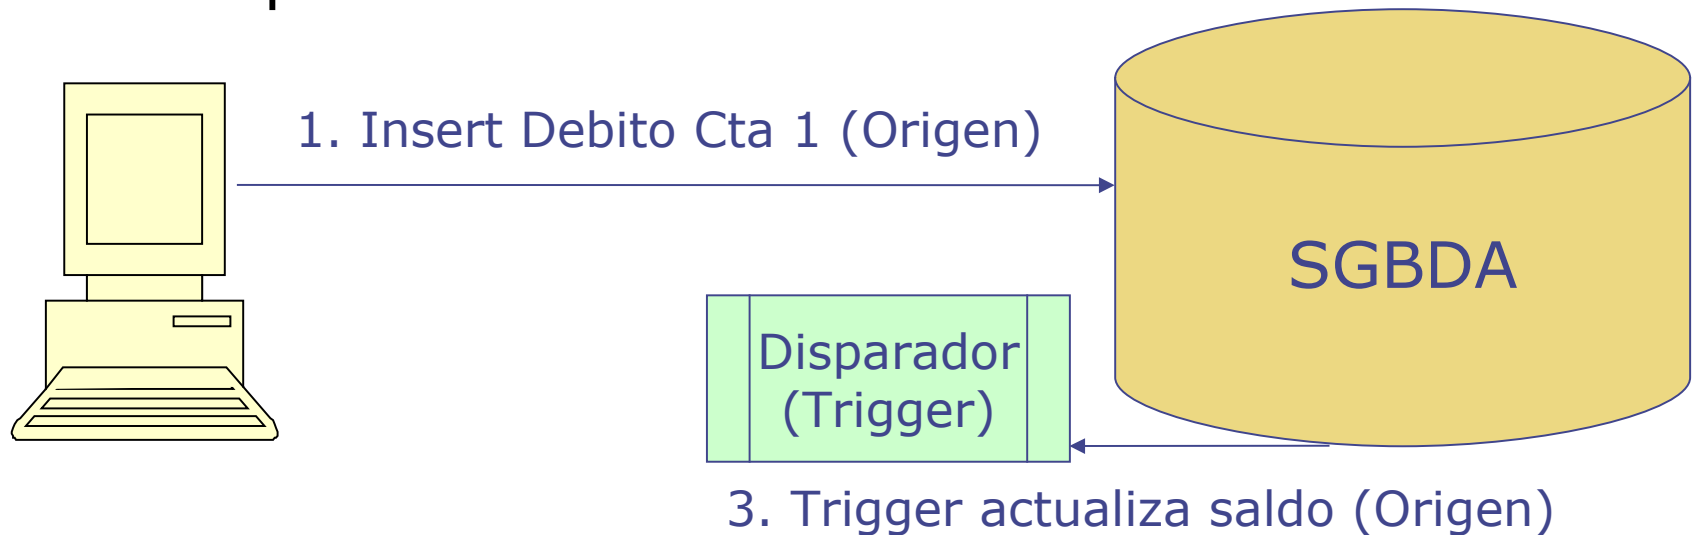 1. Insert Debito Cta 1 (Origen)
SGBDA
Disparador
(Trigger)
3. Trigger actualiza saldo (Origen)